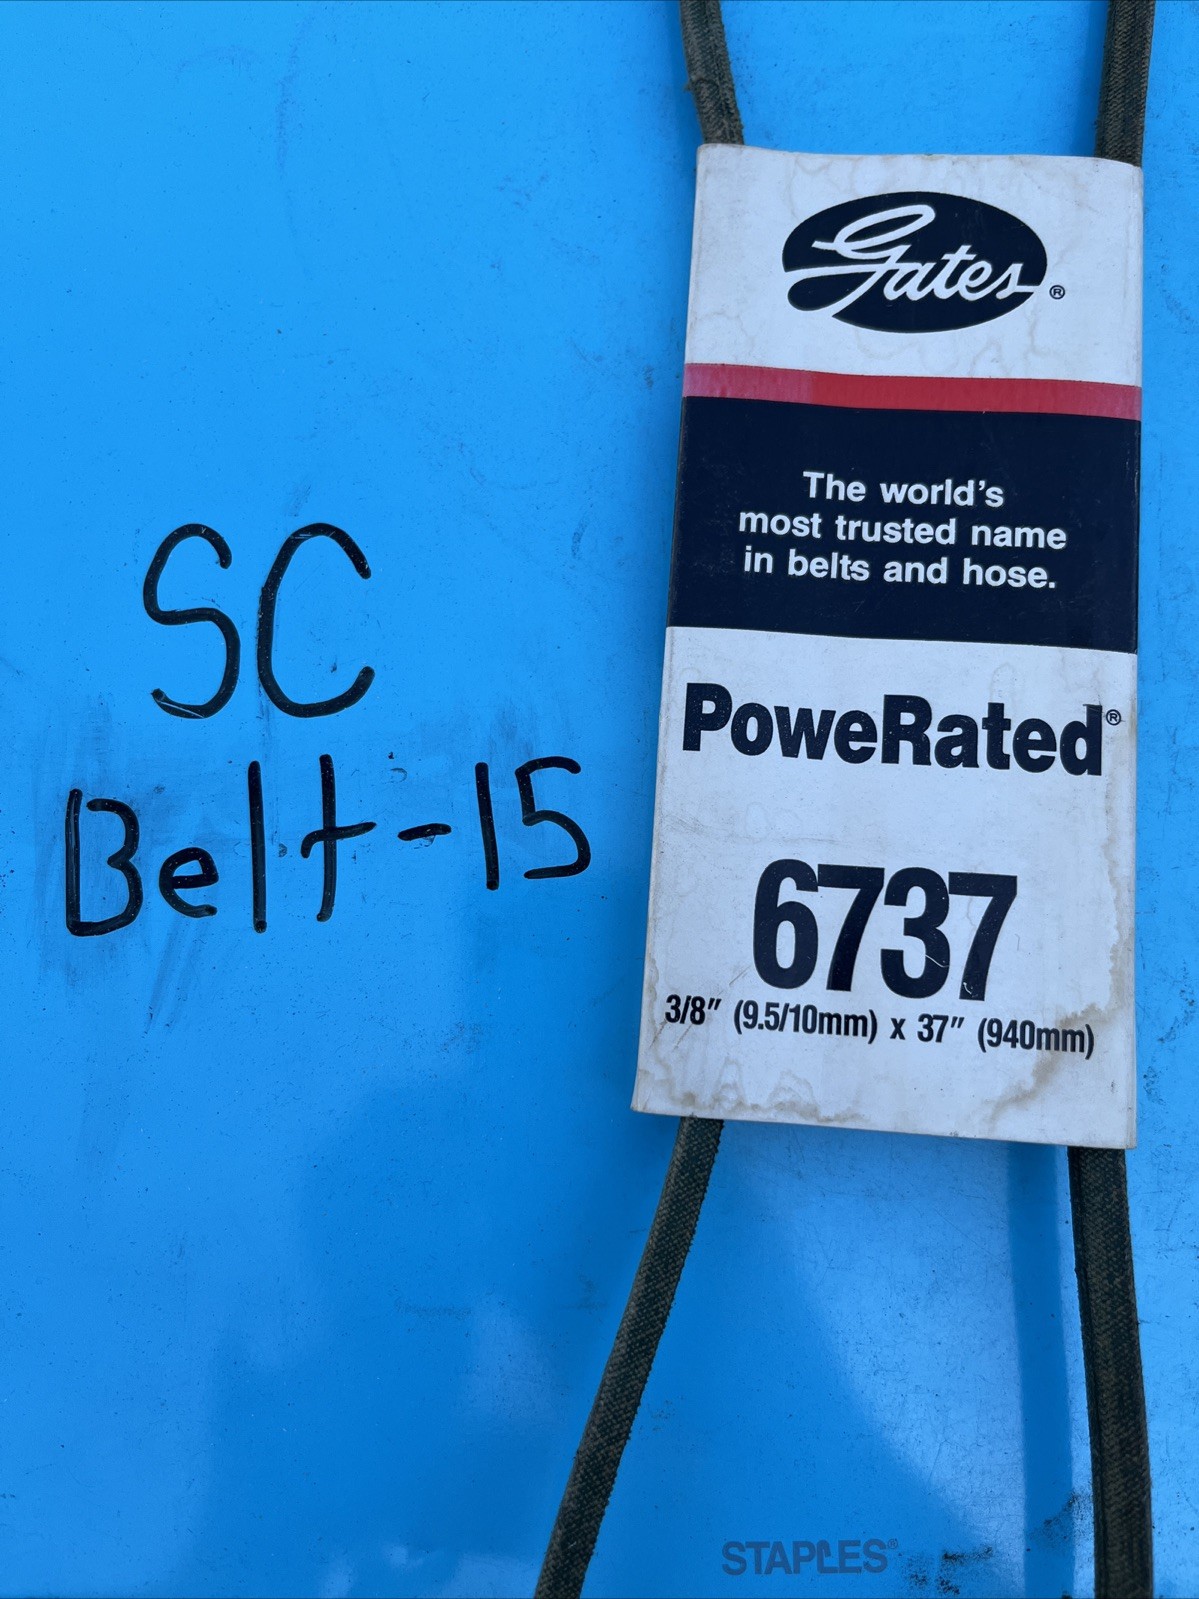 SC
Belt-15
Gates®
The world's
most trusted name
in belts and hose.
PoweRated®
6737
3/8" (9.5/10mm) x 37" (940mm)
STAPLES®